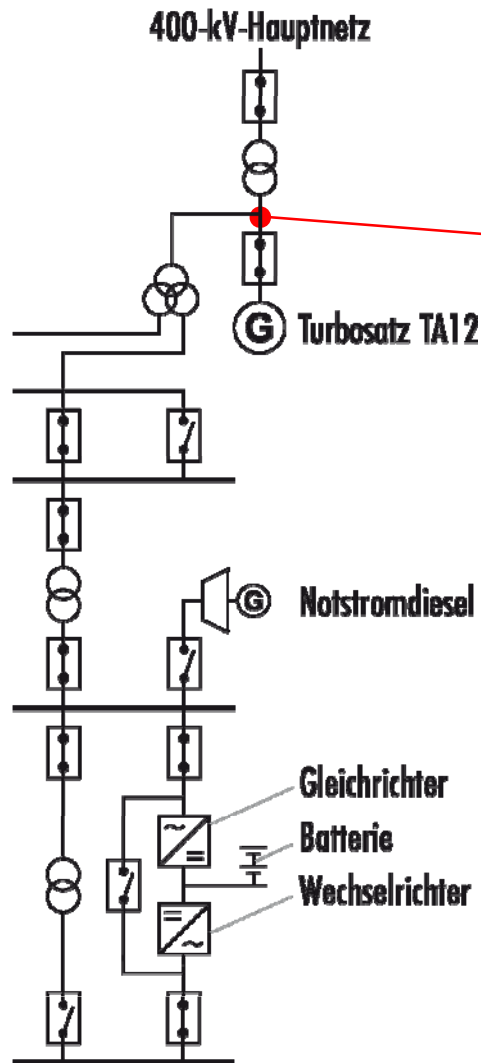 400-kV-Hauptnetz
G Turbosatz TA12
G Notstromdiesel
Gleichrichter
Batterie
Wechselrichter